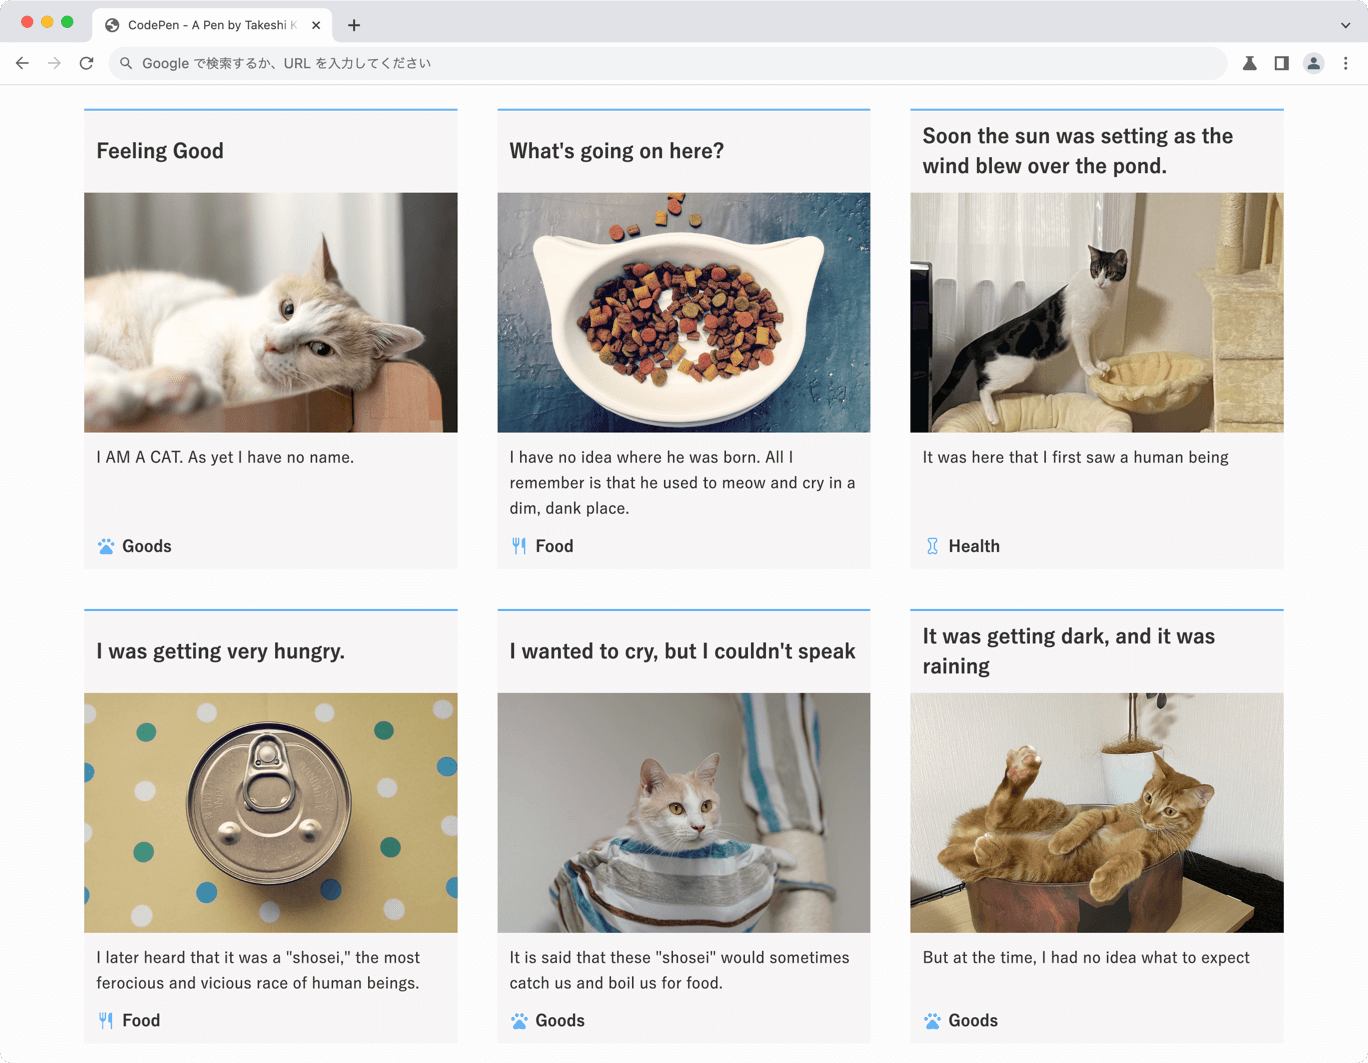 CodePen - A Pen by Takeshi K
Google で検索するか、URL を入力してください
Feeling Good
I AM A CAT. As yet I have no name.
Goods
What's going on here?
I have no idea where he was born. All I
remember is that he used to meow and cry in a
dim, dank place.
Food
Soon the sun was setting as the
wind blew over the pond.
It was here that I first saw a human being
Health
I was getting very hungry.
I later heard that it was a "shosei," the most
ferocious and vicious race of human beings.
Food
I wanted to cry, but I couldn't speak
It is said that these "shosei" would sometimes
catch us and boil us for food.
Goods
It was getting dark, and it was
raining
But at the time, I had no idea what to expect
Goods